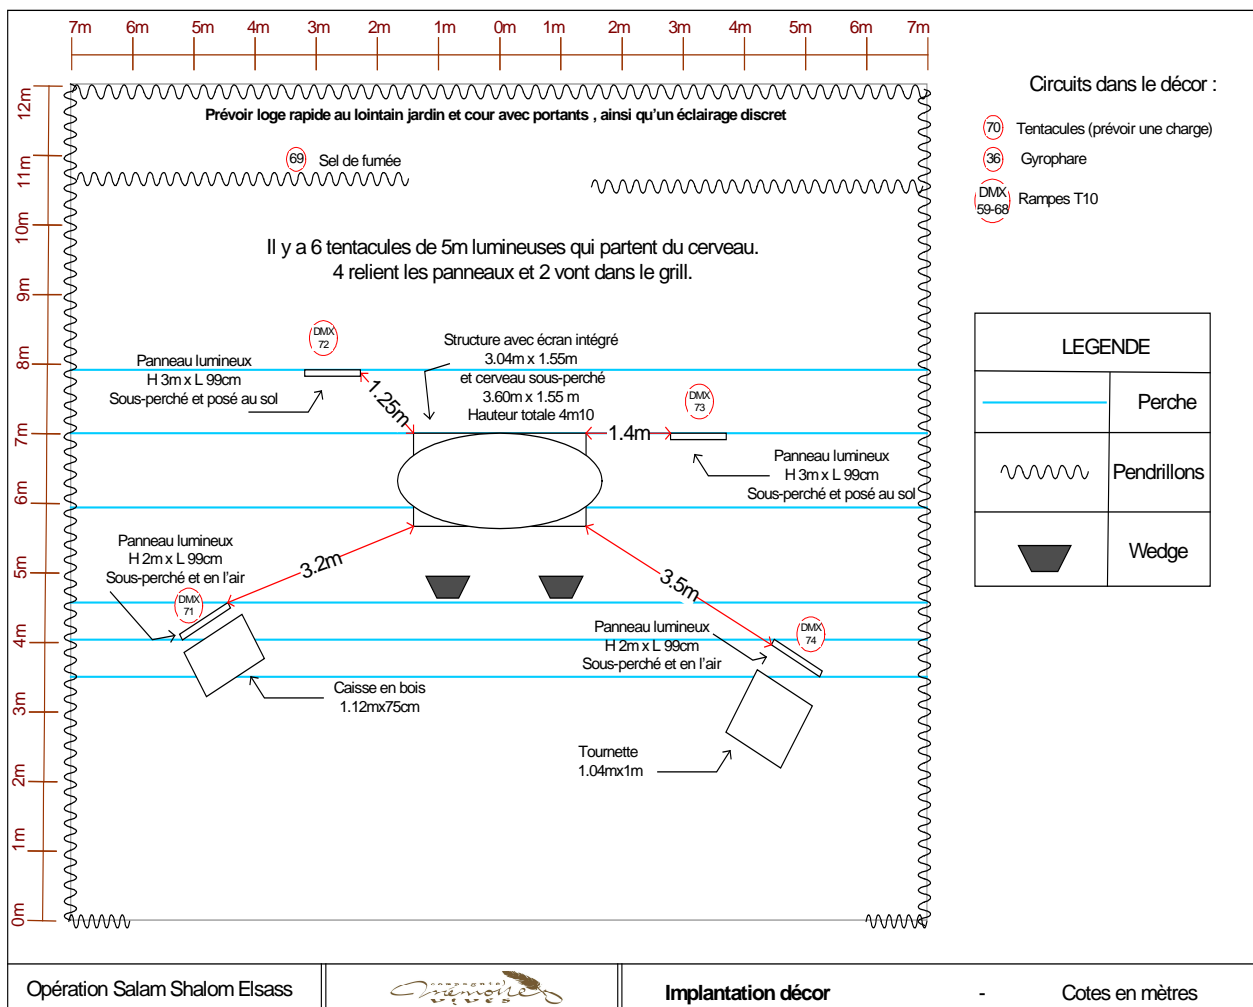 7m 6m 5m 4m 3m 2m 1m 0m 1m 2m 3m 4m 5m 6m 7m
12m
11m
10m
9m
8m
7m
6m
5m
4m
3m
2m
1m
0m
Prévoir loge rapide au lointain jardin et cour avec portants , ainsi qu'un éclairage discret
69 Sel de fumée
Il y a 6 tentacules de 5m lumineuses qui partent du cerveau.
4 relient les panneaux et 2 vont dans le grill.
DMX
72
Panneau lumineux
H 3m x L 99cm
Sous-perché et posé au sol
1.25m
Structure avec écran intégré
3.04m x 1.55m
et cerveau sous-perché
3.60m x 1.55 m
Hauteur totale 4m10
DMX
73
1.4m
Panneau lumineux
H 3m x L 99cm
Sous-perché et posé au sol
Panneau lumineux
H 2m x L 99cm
Sous-perché et en l'air
DMX
71
3.2m
3.5m
Panneau lumineux
H 2m x L 99cm
Sous-perché et en l'air
DMX
74
Caisse en bois
1.12mx75cm
Tournette
1.04mx1m
Circuits dans le décor :
70 Tentacules (prévoir une charge)
36 Gyrophare
DMX
59-68
Rampes T10
LEGENDE
Perche
Pendrillons
Wedge
Opération Salam Shalom Elsass
compagnie
Mémoires
vives
Implantation décor - Cotes en mètres